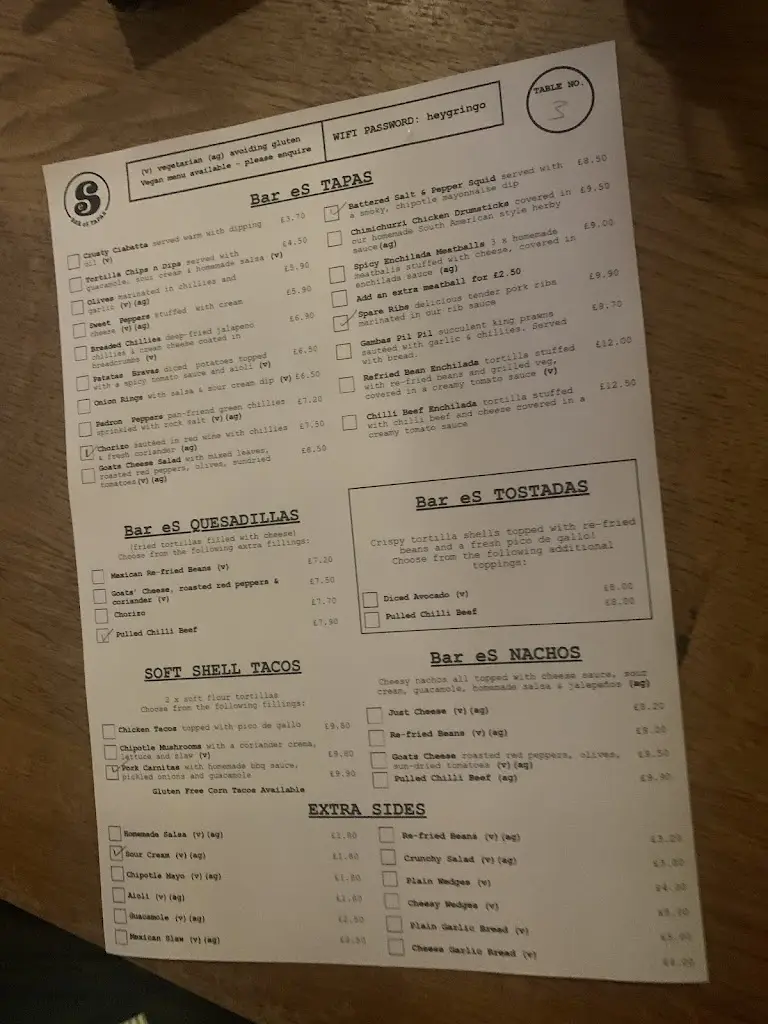 (v) vegetarian (ag) avoiding gluten
Vegan menu available - please enquire
WIFI PASSWORD: heygringo
TABLE NO.
3
S
BAR eS TAPAS
Bar eS TAPAS
Crusty Ciabatta served warm with dipping £3.70
oil (v)
Tortilla Chips n Dips served with £4.50
guacamole, sour cream & homemade salsa (v)
Olives marinated in chillies and £5.90
garlic (v)(ag)
Sweet Peppers stuffed with cream £5.90
cheese (v)(ag)
Breaded Chillies deep-fried jalapeno £6.90
chillies & cream cheese coated in
breadcrumbs (v)
Patatas Bravas diced potatoes topped £6.50
with a spicy tomato sauce and aioli (v)
Onion Rings with salsa & sour cream dip (v) £6.50
Padron Peppers pan-friend green chillies £7.20
sprinkled with rock salt (v)(ag)
Chorizo sautéed in red wine with chillies £7.50
& fresh coriander (ag)
Goats Cheese Salad with mixed leaves, £8.50
roasted red peppers, olives, sundried
tomatoes(v)(ag)
Battered Salt & Pepper Squid served with £8.50
a smoky, chipotle mayonnaise dip
Chimichurri Chicken Drumsticks covered in £9.50
our homemade South American style herby
sauce(ag)
Spicy Enchilada Meatballs 3 x homemade £9.00
meatballs stuffed with cheese, covered in
enchilada sauce (ag)
Add an extra meatball for £2.50
Spare Ribs delicious tender pork ribs £9.90
marinated in our rib sauce
Gambas Pil Pil succulent king prawns £8.70
sautéed with garlic & chillies. Served
with bread.
Refried Bean Enchilada tortilla stuffed £12.00
with re-fried beans and grilled veg,
covered in a creamy tomato sauce (v)
Chilli Beef Enchilada tortilla stuffed £12.50
with chilli beef and cheese covered in a
creamy tomato sauce
Bar eS QUESADILLAS
(fried tortillas filled with cheese)
Choose from the following extra fillings:
Mexican Re-fried Beans (v) £7.20
Goats' Cheese, roasted red peppers & £7.50
coriander (v)
Chorizo £7.70
Pulled Chilli Beef £7.90
Bar eS TOSTADAS
Crispy tortilla shells topped with re-fried
beans and a fresh pico de gallo!
Choose from the following additional
toppings:
Diced Avocado (v) £8.00
Pulled Chilli Beef £8.00
SOFT SHELL TACOS
2 x soft flour tortillas
Choose from the following fillings:
Chicken Tacos topped with pico de gallo £9.50
Chipotle Mushrooms with a coriander crema,
lettuce and slaw (v) £9.80
Pork Carnitas with homemade bbq sauce,
pickled onions and guacamole £9.90
Gluten Free Corn Tacos Available
Bar eS NACHOS
Cheesy nachos all topped with cheese sauce, sour
cream, guacamole, homemade salsa & jalapeños (ag)
Just Cheese (v)(ag) £8.20
Re-fried Beans (v)(ag) £8.00
Goats Cheese roasted red peppers, olives, £8.50
sun-dried tomatoes (v)(ag)
Pulled Chilli Beef (ag) £9.90
EXTRA SIDES
Homemade Salsa (v)(ag) £1.80
Sour Cream (v)(ag) £1.80
Chipotle Mayo (v)(ag) £1.80
Aioli (v)(ag) £1.80
Guacamole (v)(ag) £2.50
Mexican Slaw (v)(ag)
Re-fried Beans (v)(ag) £3.20
Crunchy Salad (v)(ag)
Plain Wedges (v)
Cheesy Wedges (v)
Plain Garlic Bread (v)
Cheese Garlic Bread (v)